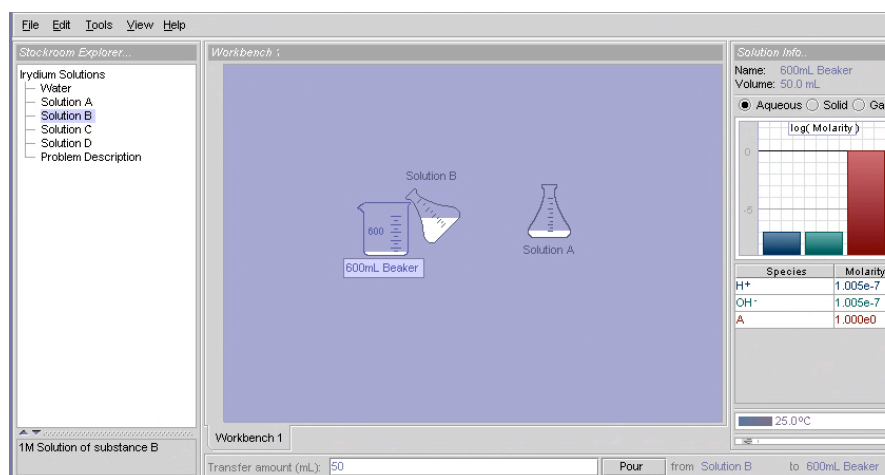 File Edit Tools View Help
Stockroom Explorer...
Irydium Solutions
Water
Solution A
Solution B
Solution C
Solution D
Problem Description
1M Solution of substance B
Workbench 1
Solution B
600
600mL Beaker
Solution A
Workbench 1
Transfer amount (mL): 50 Pour from Solution B to 600mL Beaker
Solution Info..
Name: 600mL Beaker
Volume: 50.0 mL
Aqueous Solid Ga
log( Molarity )
0
-5
Species Molarity
H+ 1.005e-7
OH- 1.005e-7
A 1.000e0
25.0ºC